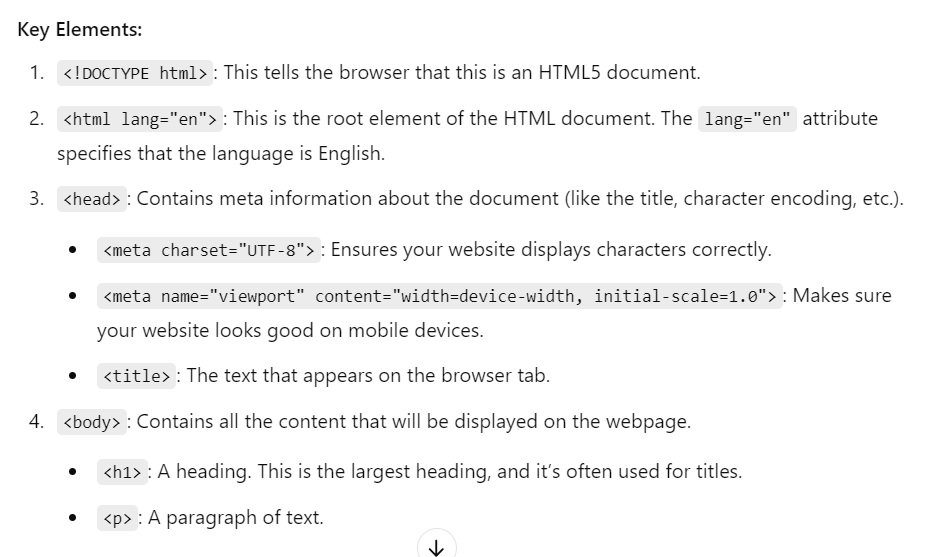 Key Elements:
1. <!DOCTYPE html>: This tells the browser that this is an HTML5 document.
2. <html lang="en">: This is the root element of the HTML document. The lang="en" attribute
specifies that the language is English.
3. <head>: Contains meta information about the document (like the title, character encoding, etc.).
• <meta charset="UTF-8">: Ensures your website displays characters correctly.
• <meta name="viewport" content="width=device-width, initial-scale=1.0">: Makes sure
your website looks good on mobile devices.
• <title>: The text that appears on the browser tab.
4. <body>: Contains all the content that will be displayed on the webpage.
• <h1>: A heading. This is the largest heading, and it’s often used for titles.
• <p>: A paragraph of text.